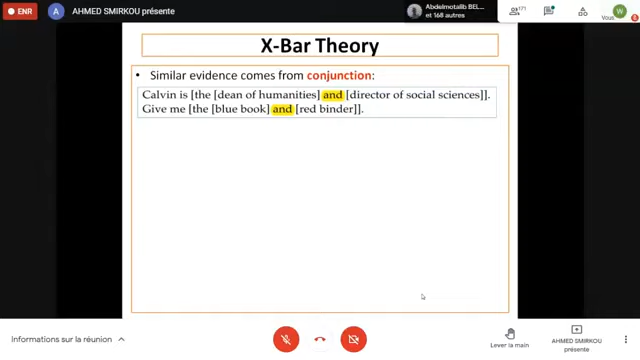 ENR
A
AHMED SMIRKOU présente
Abdelmotalib BEL...
et 168 autres
171
Vous
X-Bar Theory
• Similar evidence comes from conjunction:
Calvin is [the [dean of humanities] and [director of social sciences]].
Give me [the [blue book] and [red binder]].
Informations sur la réunion
Lever la main
AHMED SMIRKOU
présente